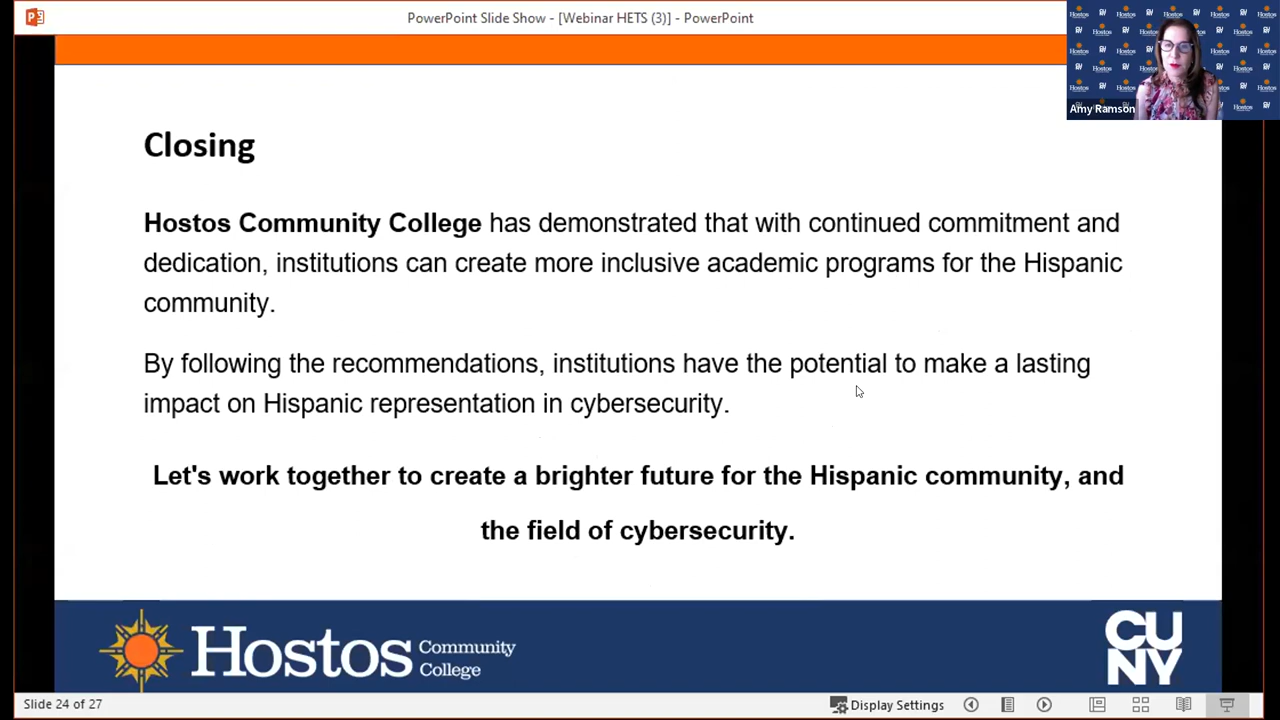 PowerPoint Slide Show - [Webinar HETS (3)] - PowerPoint
Amy Ramson
Closing
Hostos Community College has demonstrated that with continued commitment and
dedication, institutions can create more inclusive academic programs for the Hispanic
community.
By following the recommendations, institutions have the potential to make a lasting
impact on Hispanic representation in cybersecurity.
Let's work together to create a brighter future for the Hispanic community, and
the field of cybersecurity.
Hostos Community
College
CU
NY
Slide 24 of 27
Display Settings